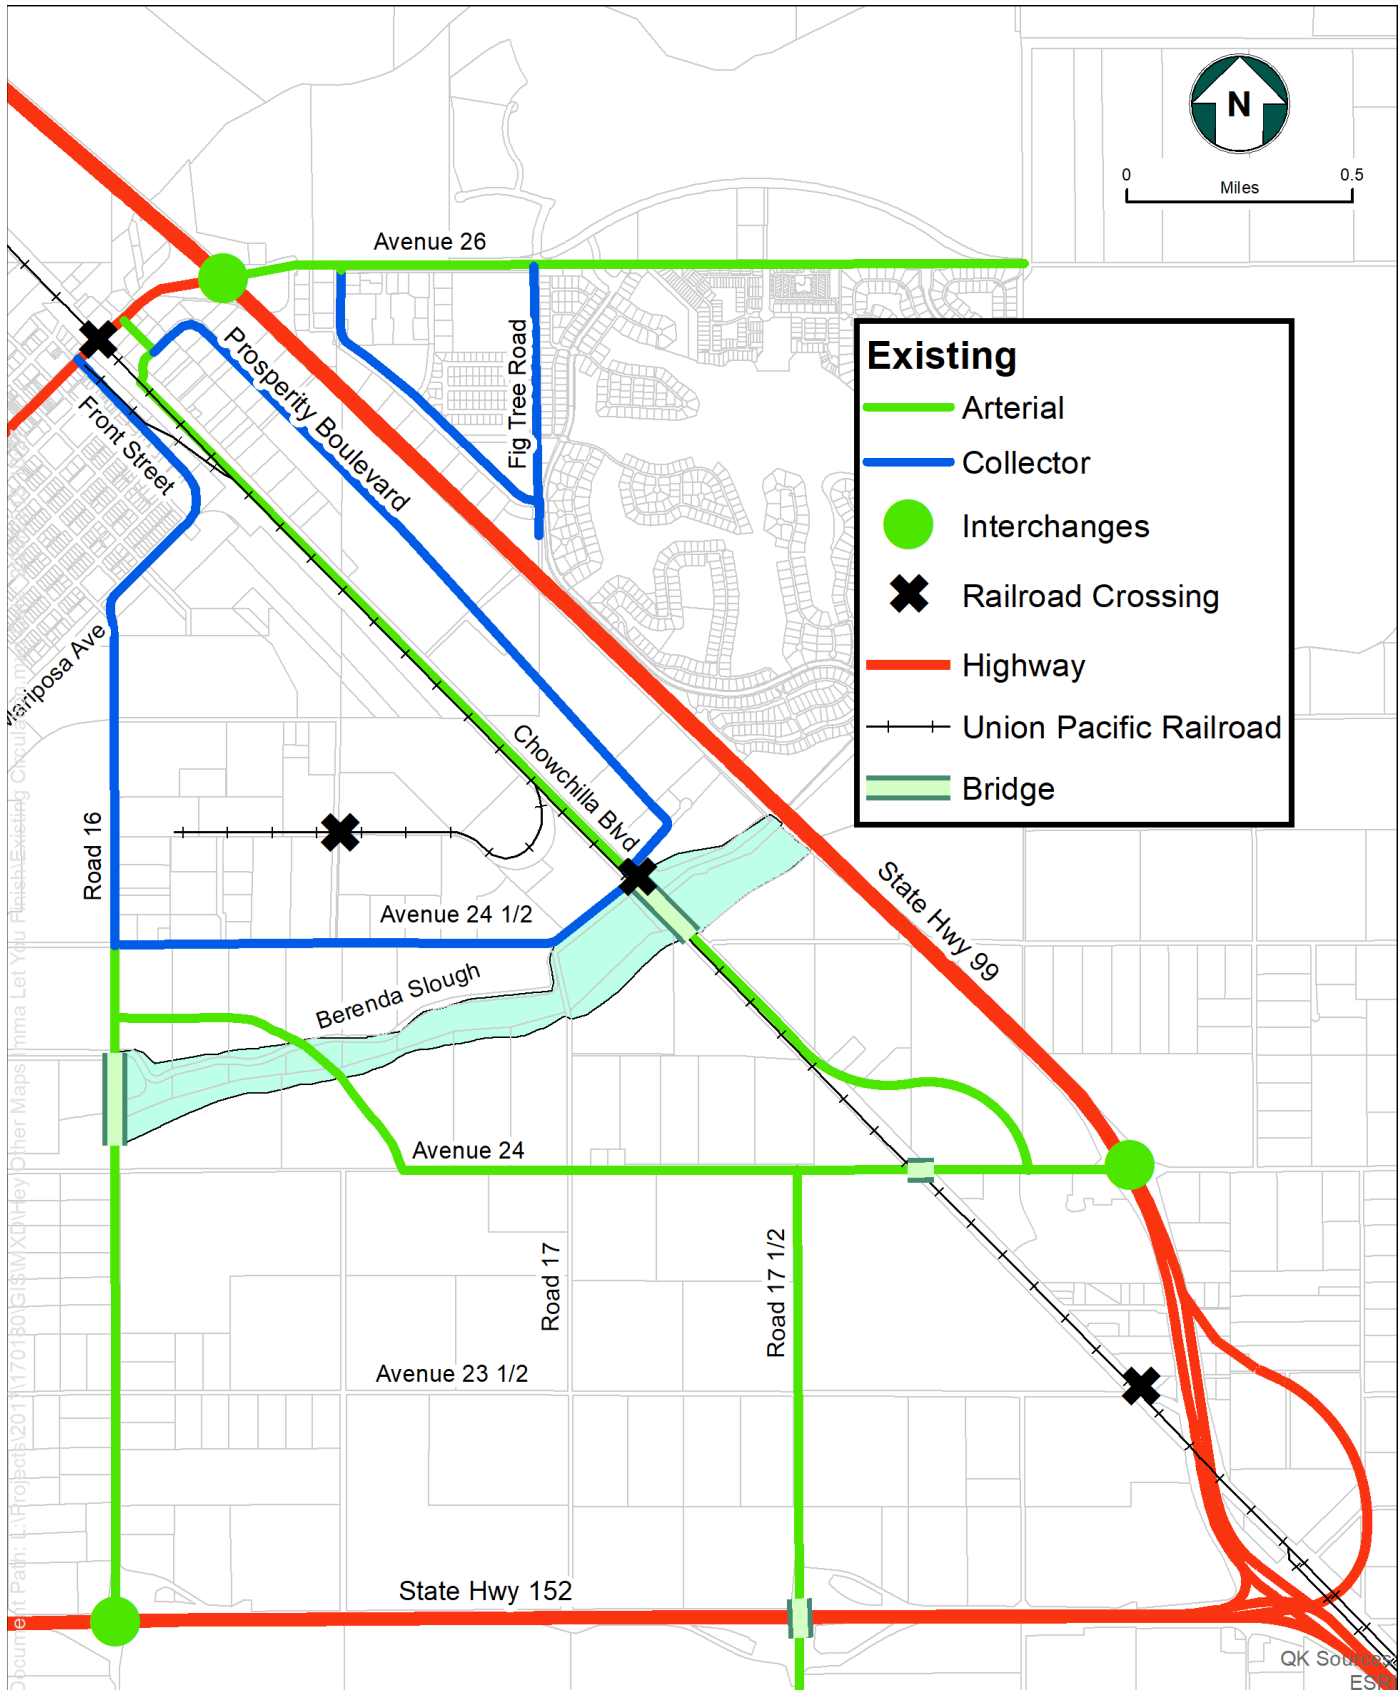 N
0 0.5
Miles
Avenue 26
Prosperity Boulevard
Fig Tree Road
Front Street
Existing
Arterial
Collector
Interchanges
Railroad Crossing
Highway
Union Pacific Railroad
Bridge
Mariposa Ave
Chowchilla Blvd
Road 16
Avenue 24 1/2
State Hwy 99
Berenda Slough
Avenue 24
Road 17
Road 17 1/2
Avenue 23 1/2
State Hwy 152
QK Sources